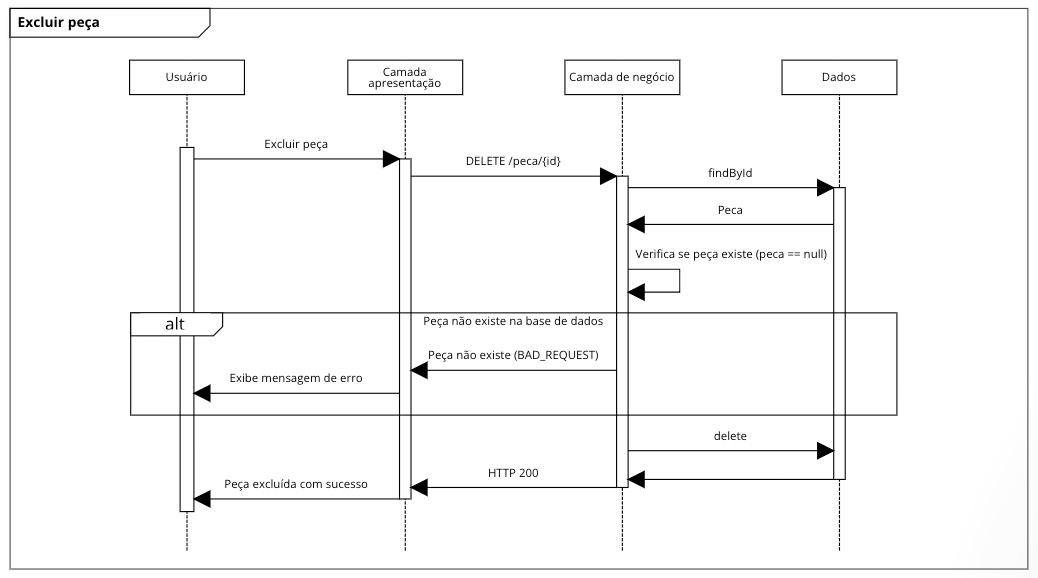 Excluir peça
Usuário
Camada
apresentação
Camada de negócio
Dados
Excluir peça
DELETE /peca/{id}
findById
Peca
Verifica se peça existe (peca == null)
alt
Peça não existe na base de dados
Peça não existe (BAD_REQUEST)
Exibe mensagem de erro
delete
HTTP 200
Peça excluída com sucesso